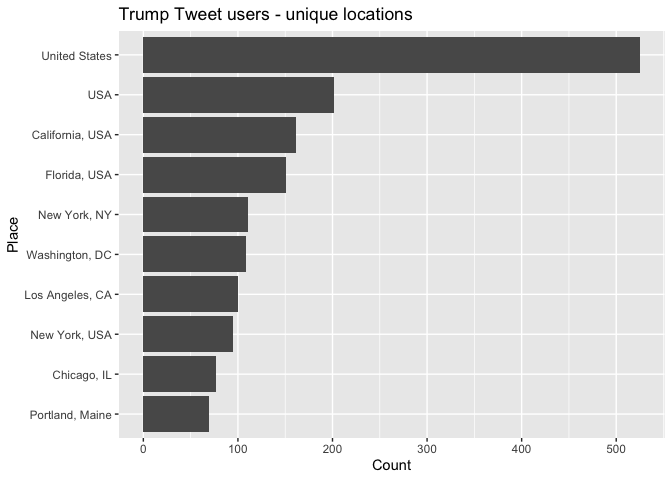 Trump Tweet users - unique locations
United States
USA
California, USA
Florida, USA
New York, NY
Washington, DC
Los Angeles, CA
New York, USA
Chicago, IL
Portland, Maine
Place
0 100 200 300 400 500
Count